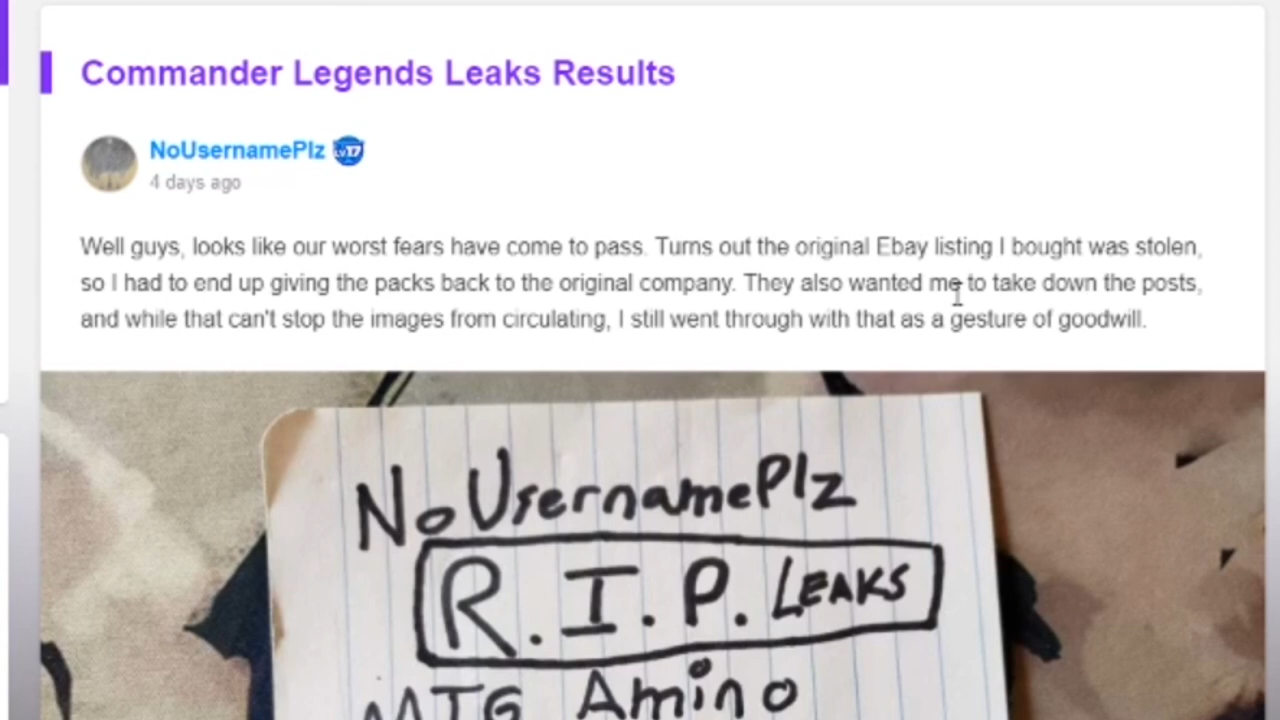 Commander Legends Leaks Results
NoUsernamePlz LV17
4 days ago
Well guys, looks like our worst fears have come to pass. Turns out the original Ebay listing I bought was stolen,
so I had to end up giving the packs back to the original company. They also wanted me to take down the posts,
and while that can't stop the images from circulating, I still went through with that as a gesture of goodwill.
NoUsernamePlz
R.I.P. LEAKS
MTG Amino